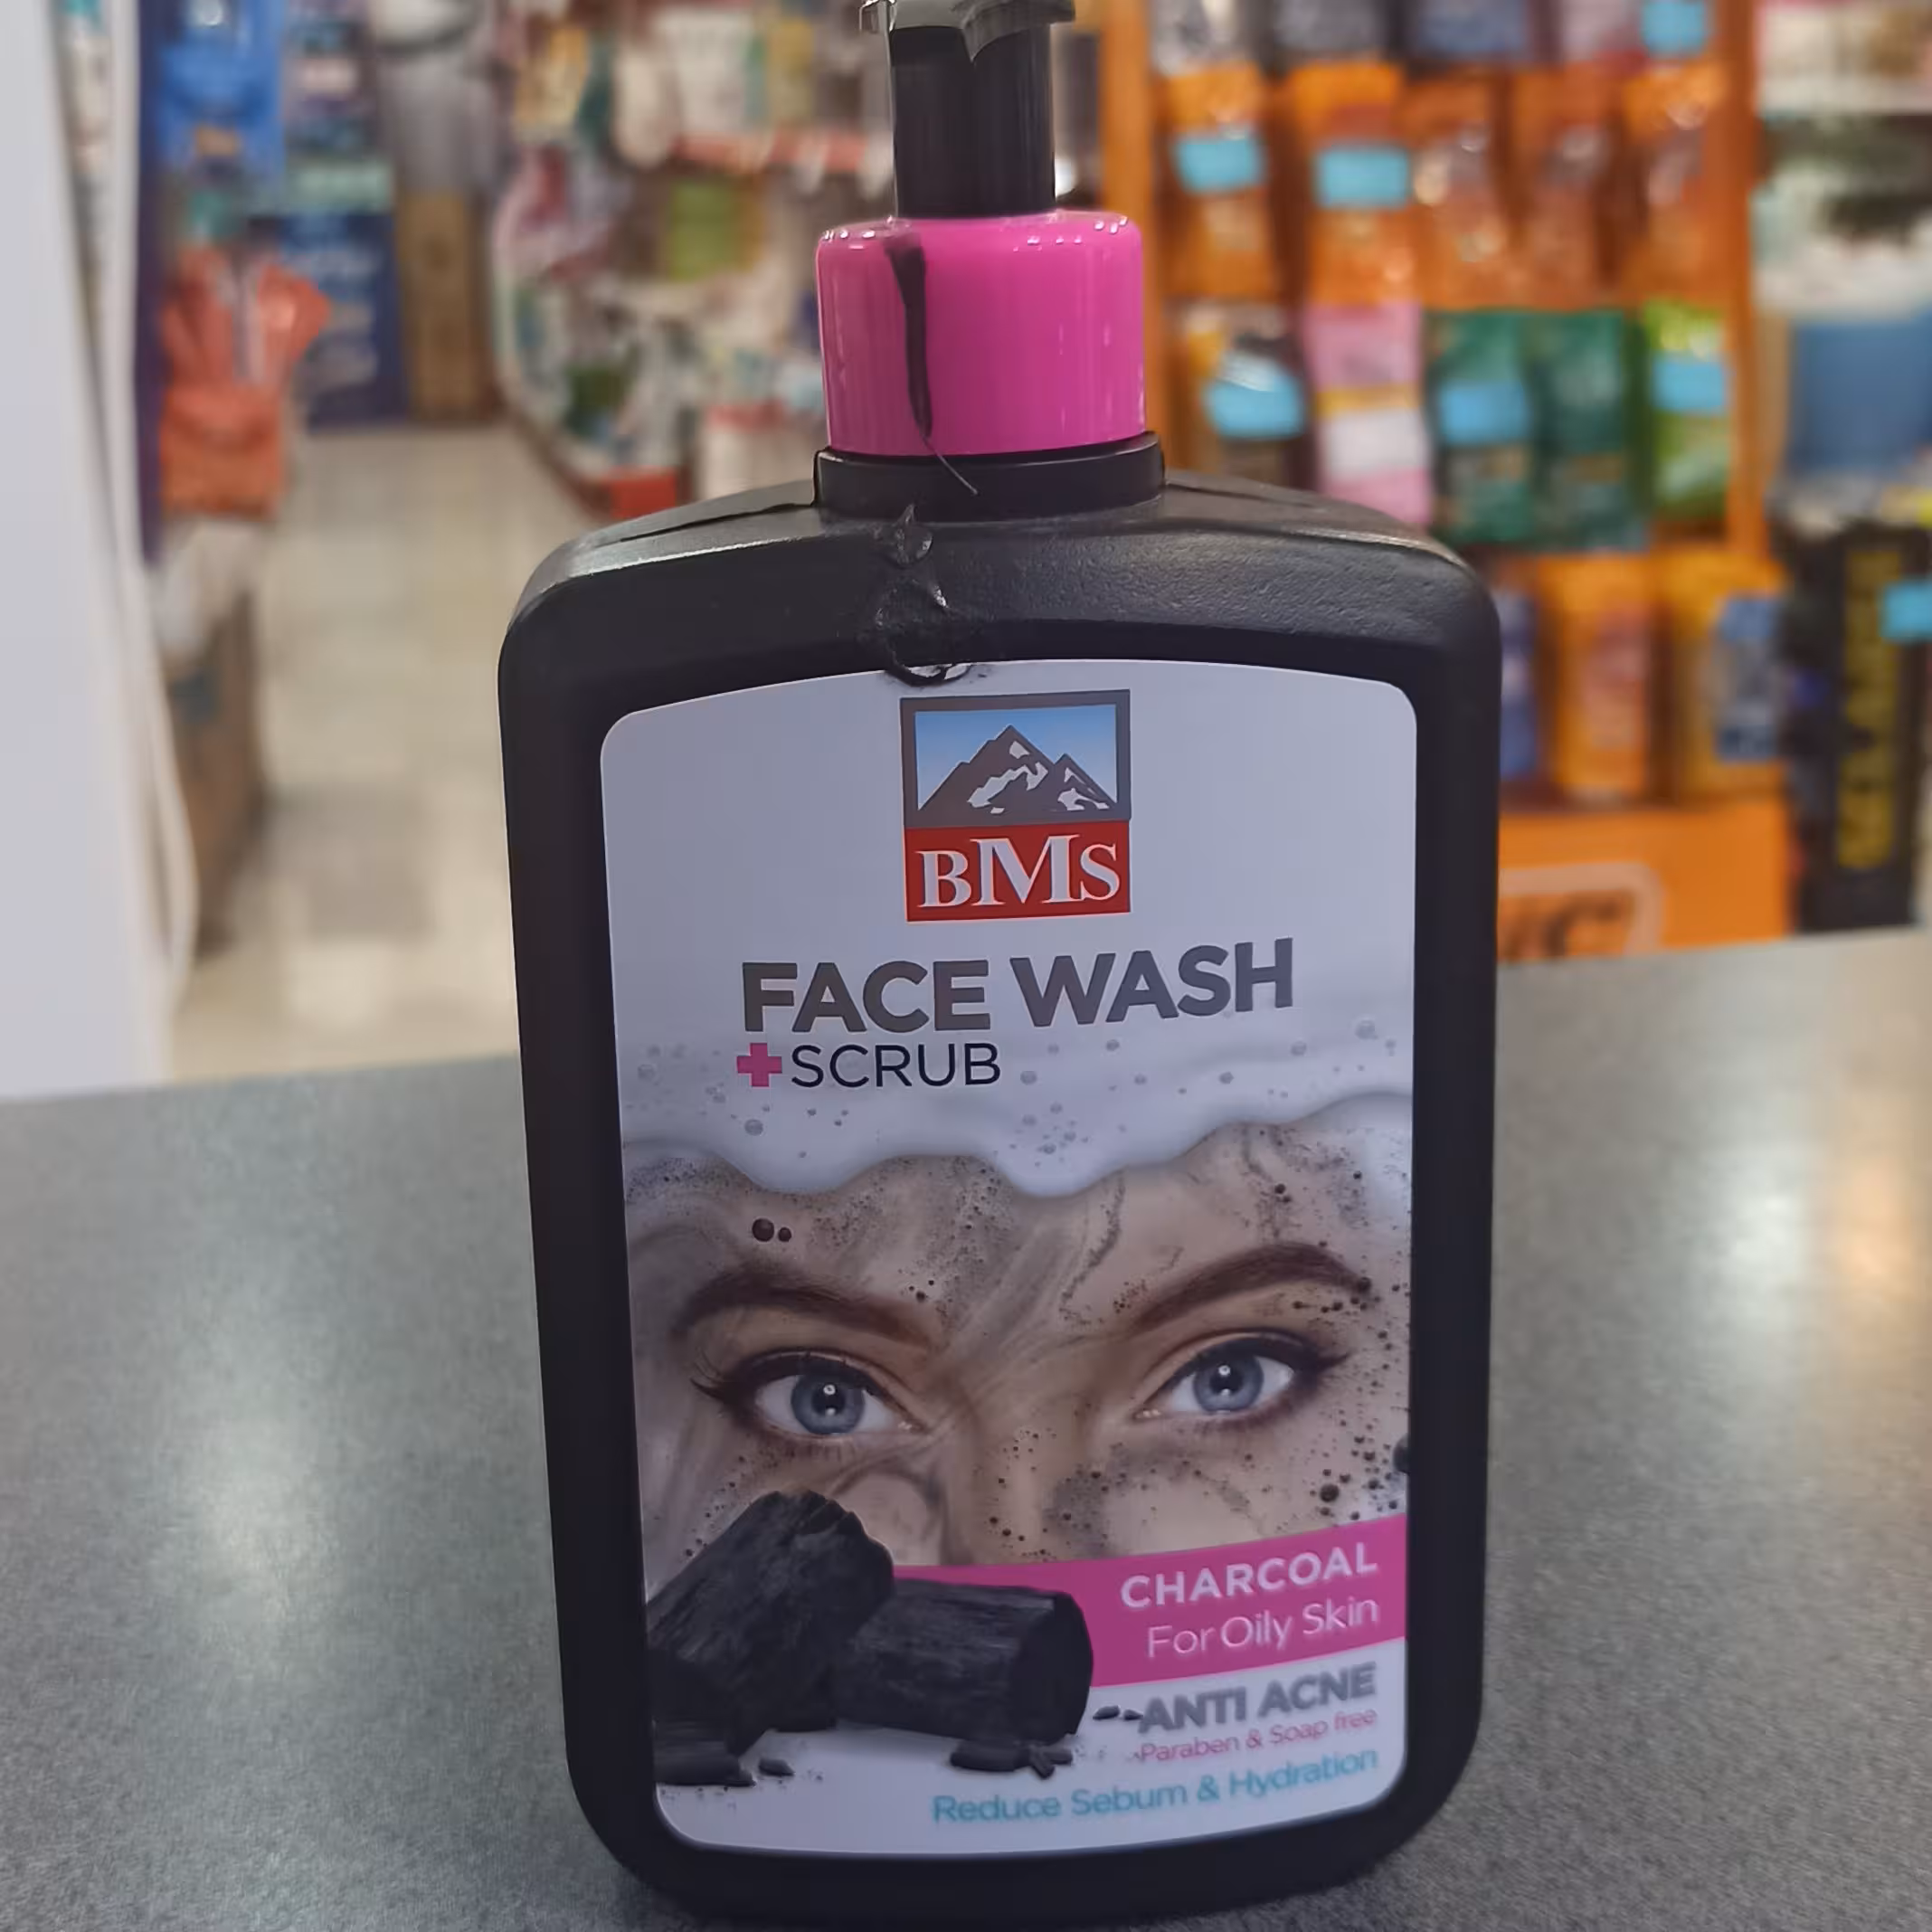 BMS
FACE WASH
+SCRUB
CHARCOAL
For Oily Skin
ANTI ACNE
Paraben & Soap free
Reduce Sebum & Hydration